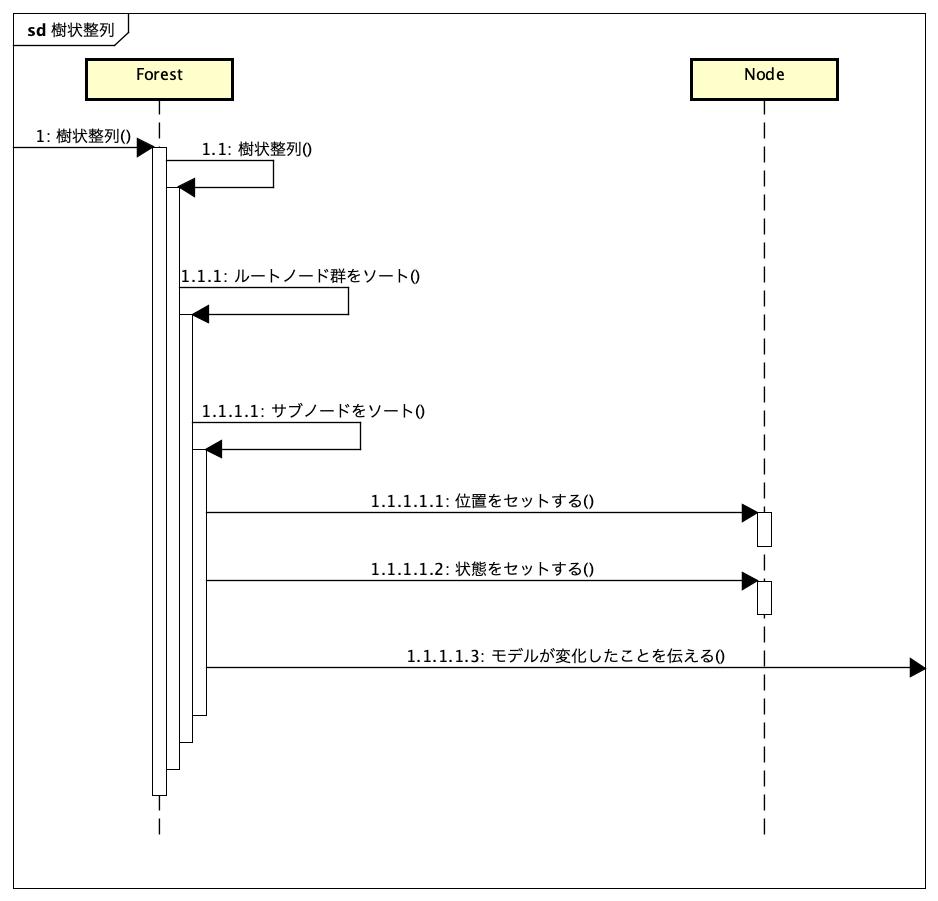 sd 樹状整列
Forest
Node
1: 樹状整列()
1.1: 樹状整列()
1.1.1: ルートノード群をソート()
1.1.1.1: サブノードをソート()
1.1.1.1.1: 位置をセットする()
1.1.1.1.2: 状態をセットする()
1.1.1.1.3: モデルが変化したことを伝える()